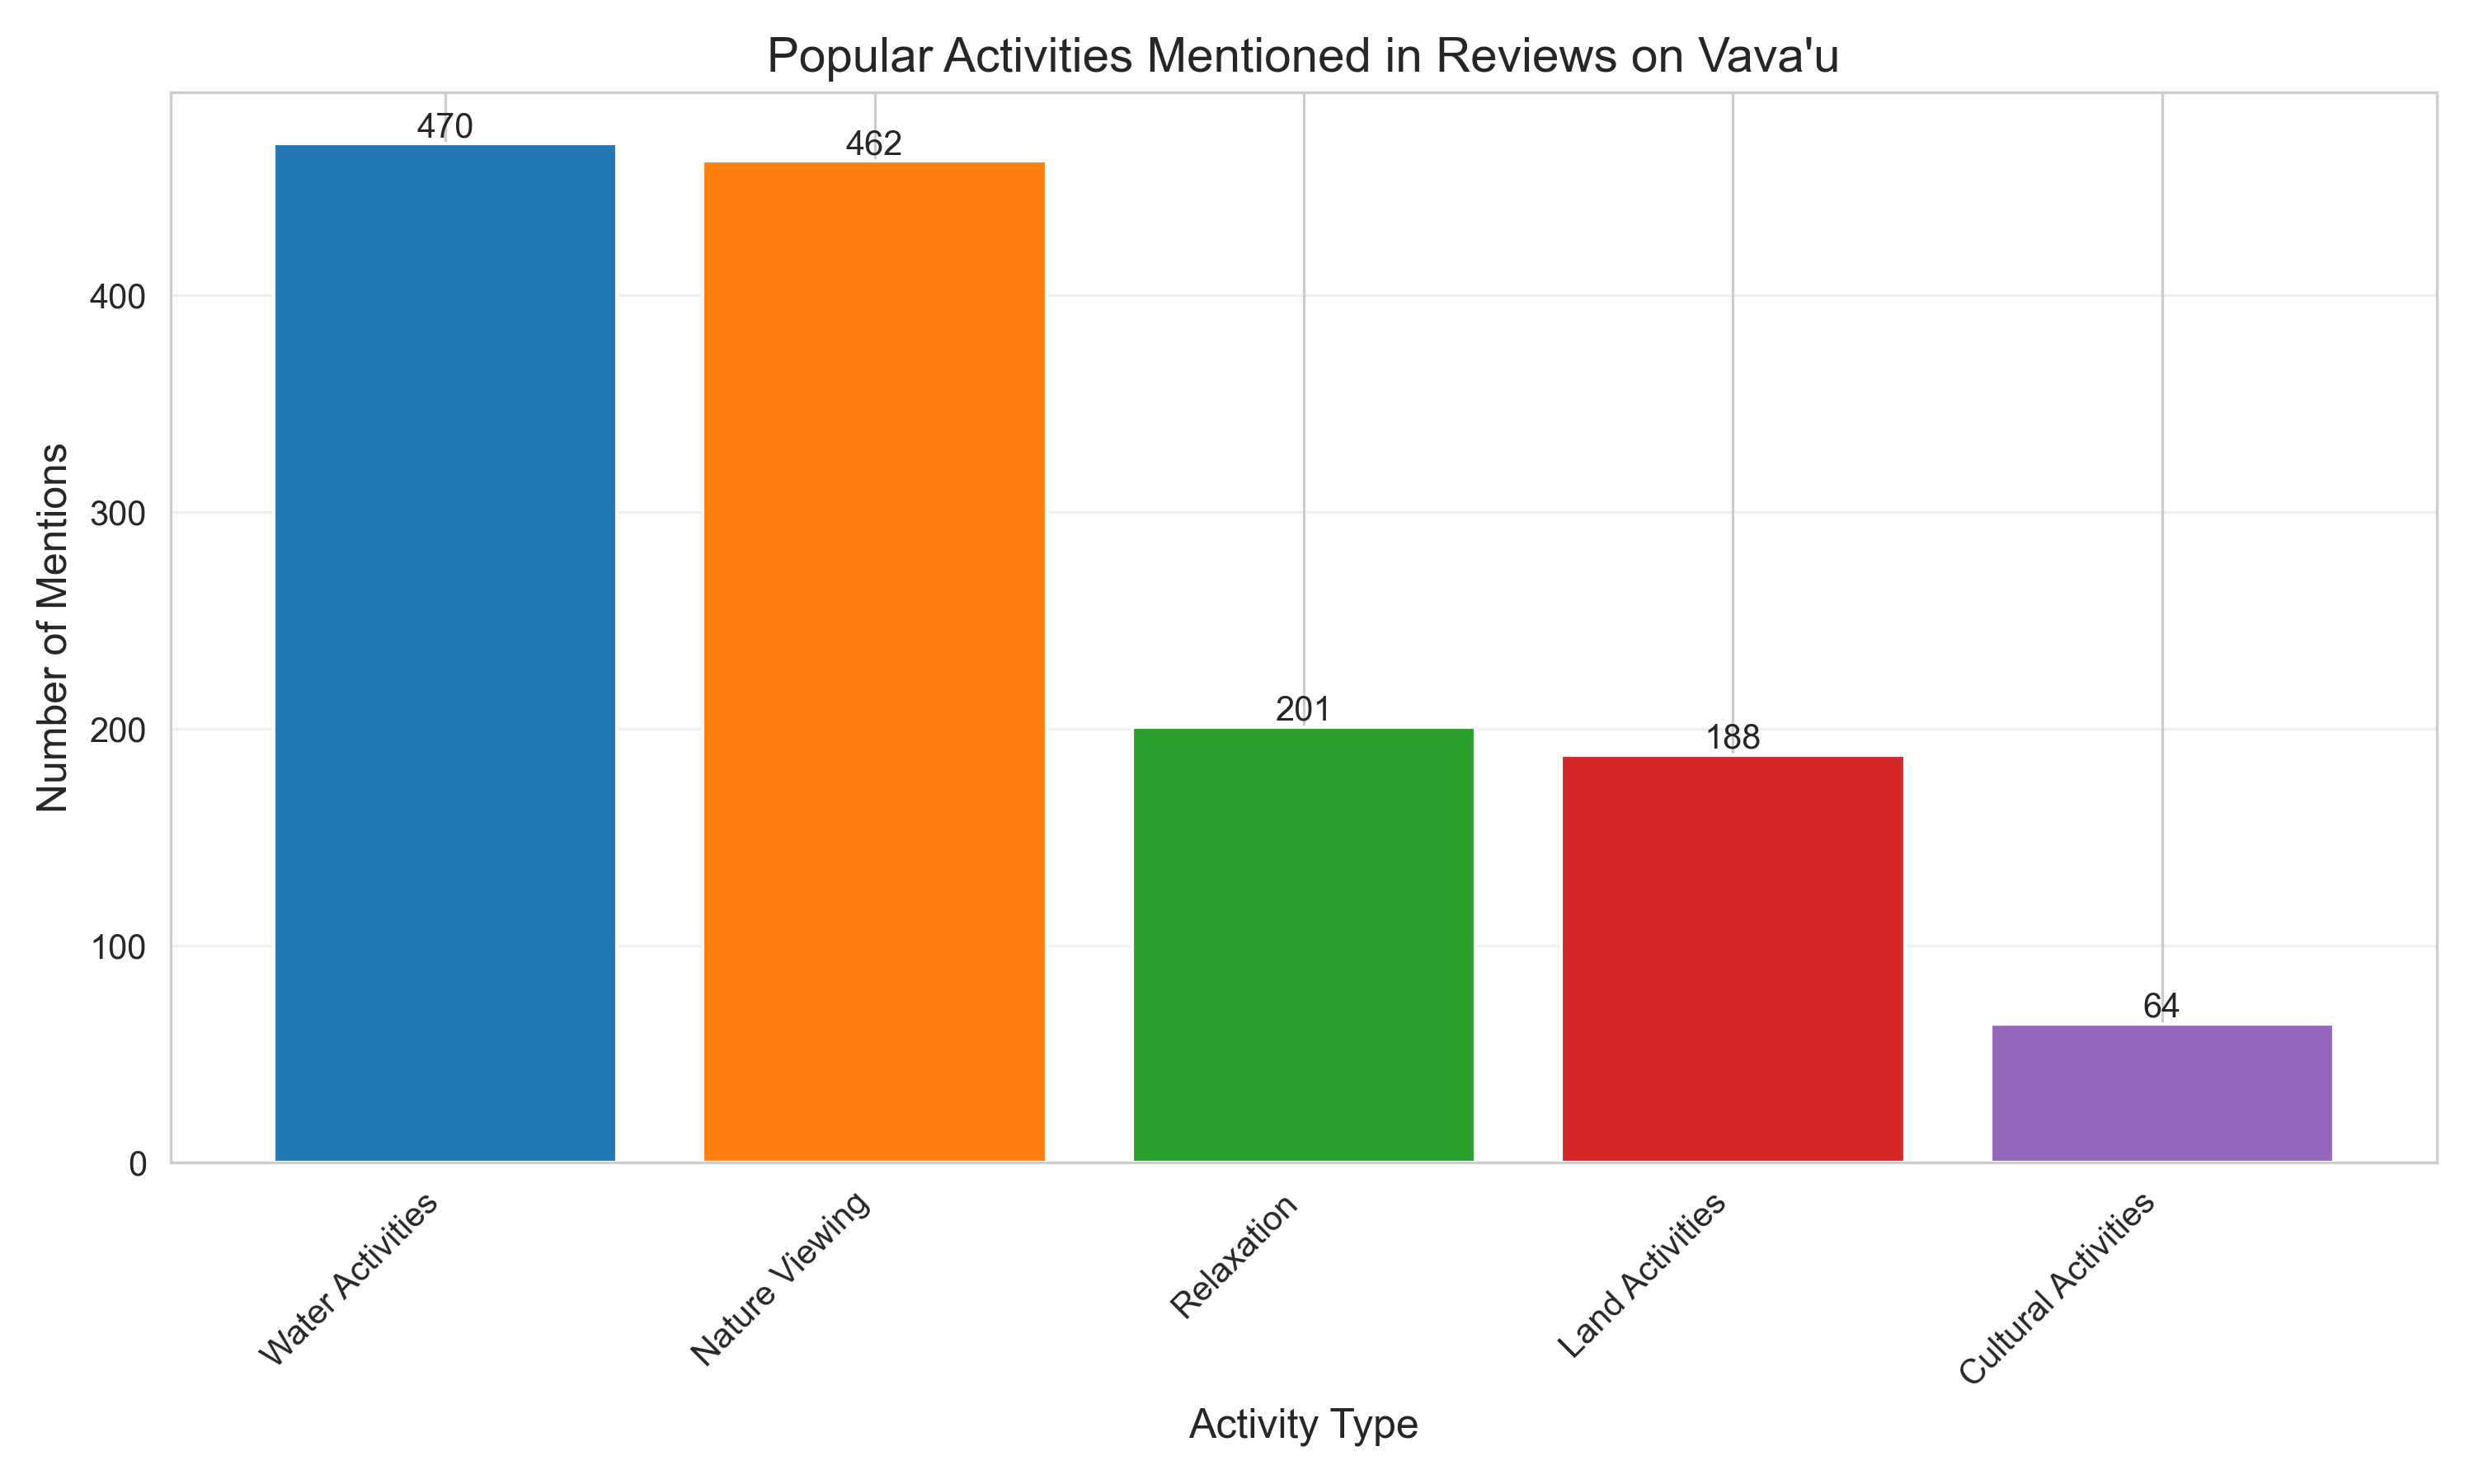 Popular Activities Mentioned in Reviews on Vava'u
470
462
400
300
201
200
188
100
64
0
Number of Mentions
Water Activities
Nature Viewing
Relaxation
Land Activities
Cultural Activities
Activity Type